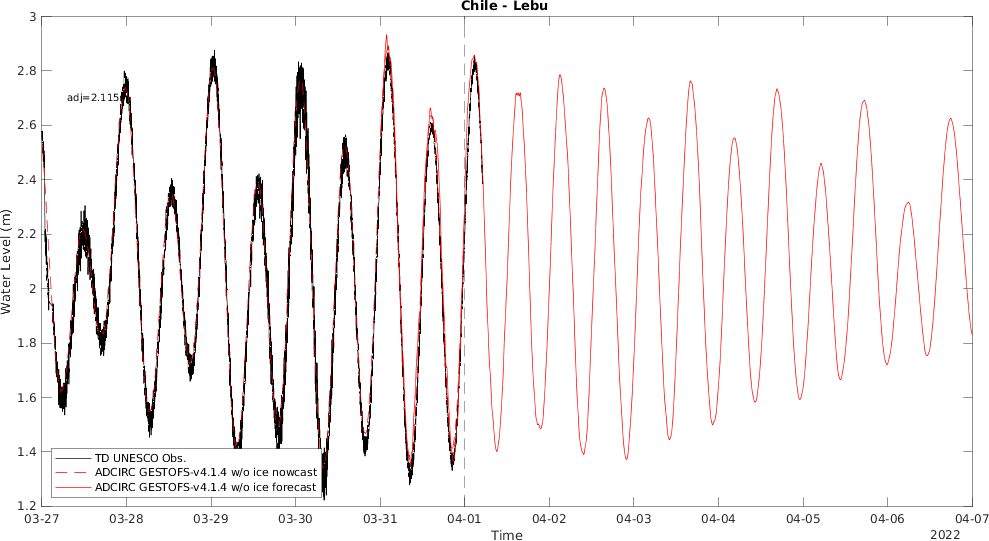 Chile - Lebu
3
2.8
2.6
2.4
2.2
2
1.8
1.6
1.4
1.2
Water Level (m)
adj=2.115
TD UNESCO Obs.
ADCIRC GESTOFS-v4.1.4 w/o ice nowcast
ADCIRC GESTOFS-v4.1.4 w/o ice forecast
03-27 03-28 03-29 03-30 03-31 04-01 04-02 04-03 04-04 04-05 04-06 04-07
Time
2022